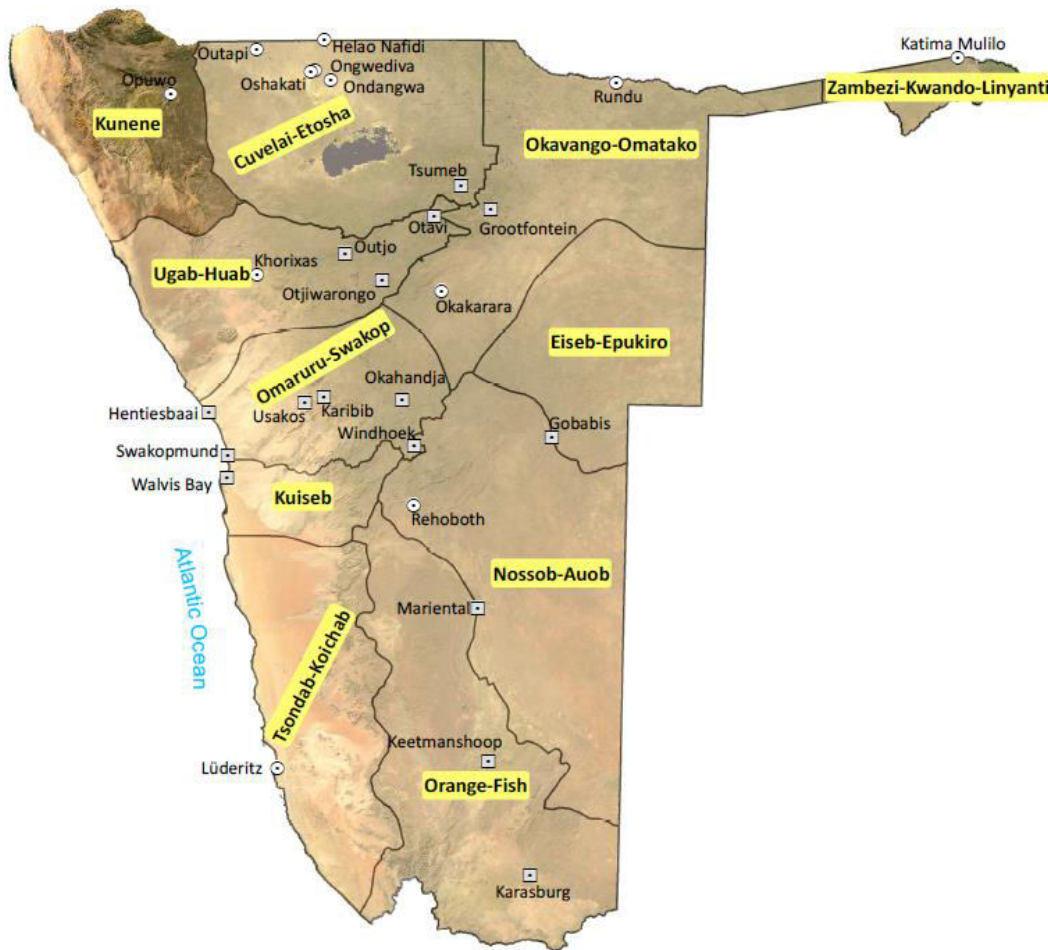 Outapi
Helao Nafidi
Ongwediva
Oshakati
Ondangwa
Katima Mulilo
Opuwo
Rundu
Zambezi-Kwando-Linyanti
Kunene
Cuvelai-Etosha
Okavango-Omatako
Tsumeb
Otavi
Grootfontein
Khorixas
Outjo
Ugab-Huab
Otjiwarongo
Okakarara
Omaruru-Swakop
Eiseb-Epukiro
Okahandja
Hentiesbaai
Usakos
Karibib
Windhoek
Gobabis
Swakopmund
Walvis Bay
Kuiseb
Rehoboth
Atlantic Ocean
Nossob-Auob
Mariental
Tsondab-Koichab
Keetmanshoop
Lüderitz
Orange-Fish
Karasburg